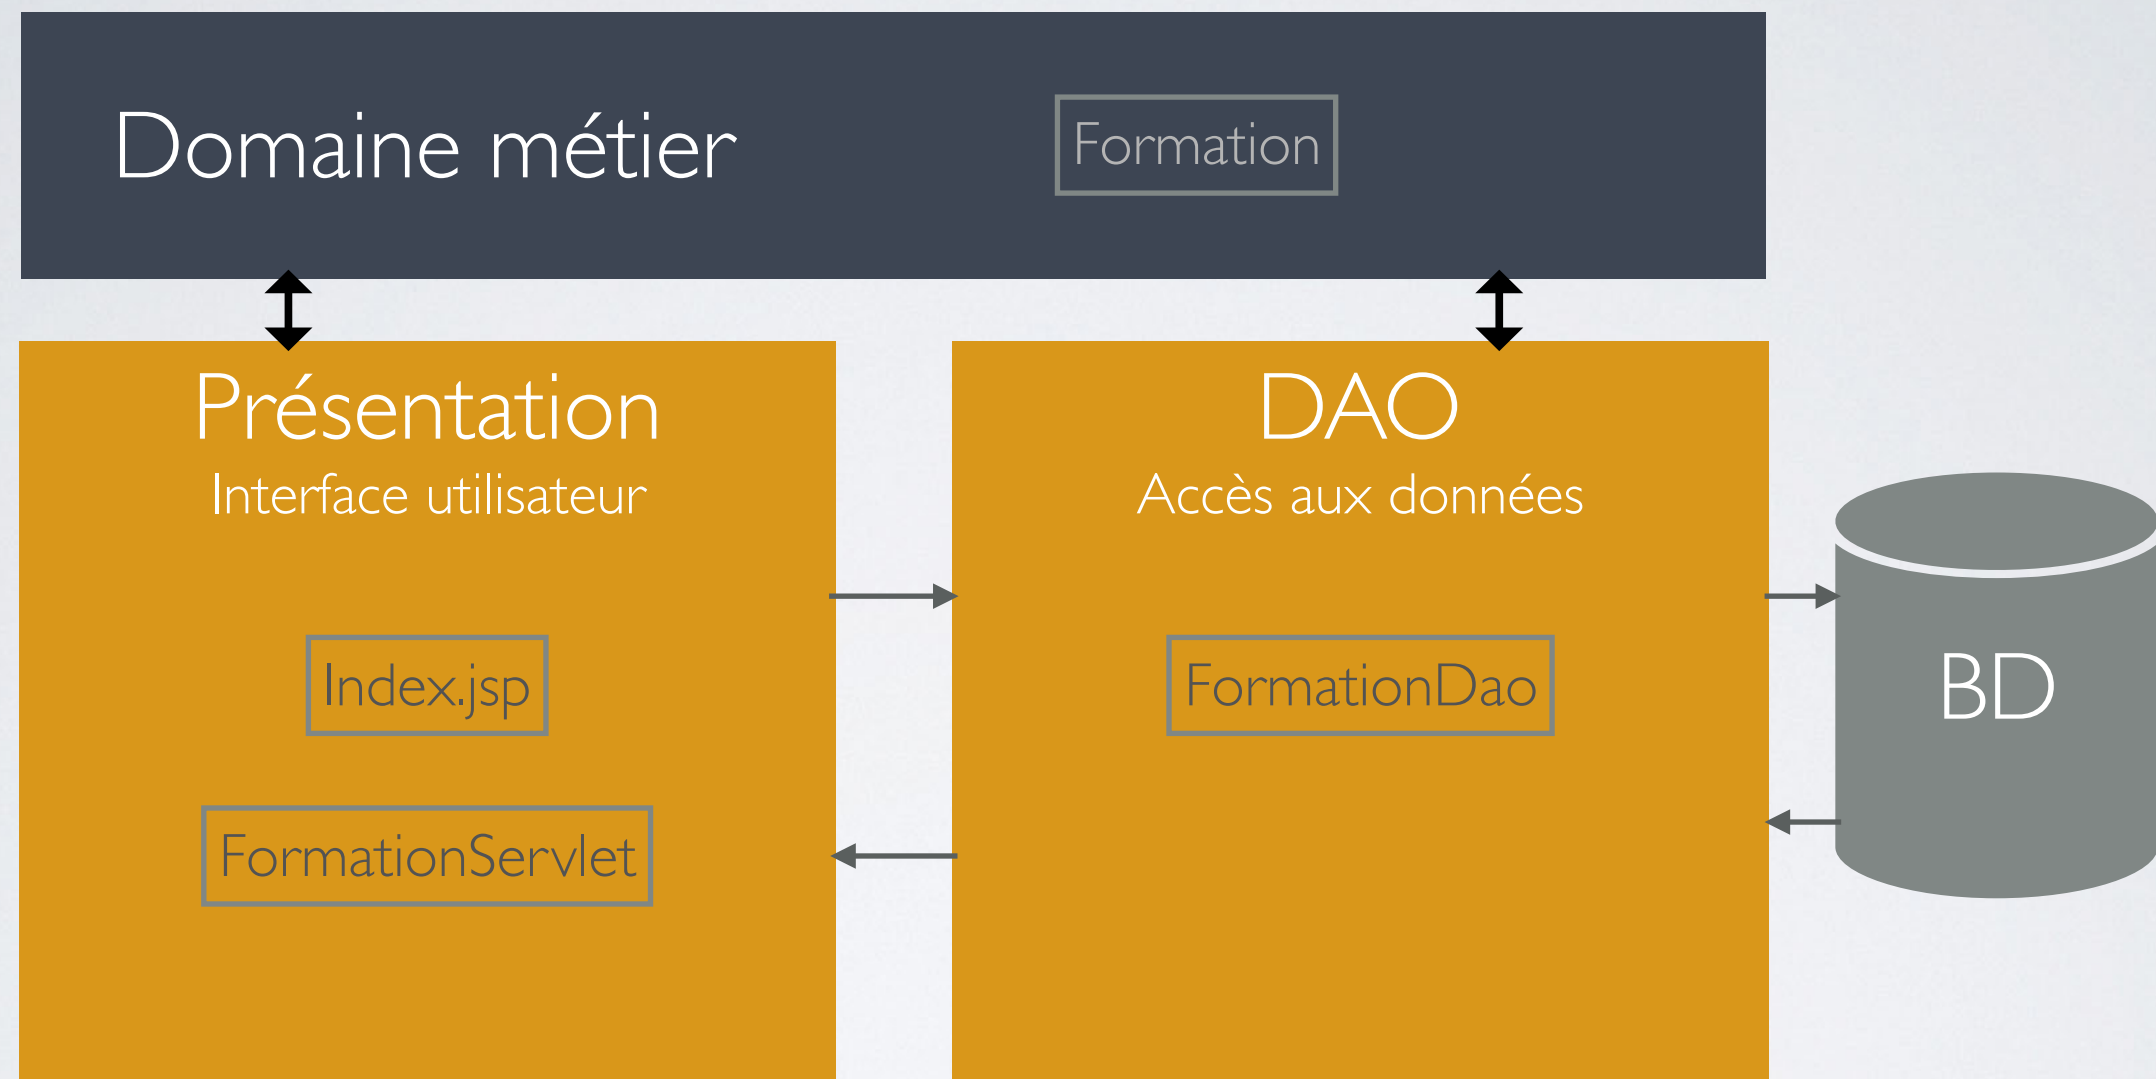 Domaine métier
Formation
Présentation
Interface utilisateur
Index.jsp
FormationServlet
DAO
Accès aux données
FormationDao
BD